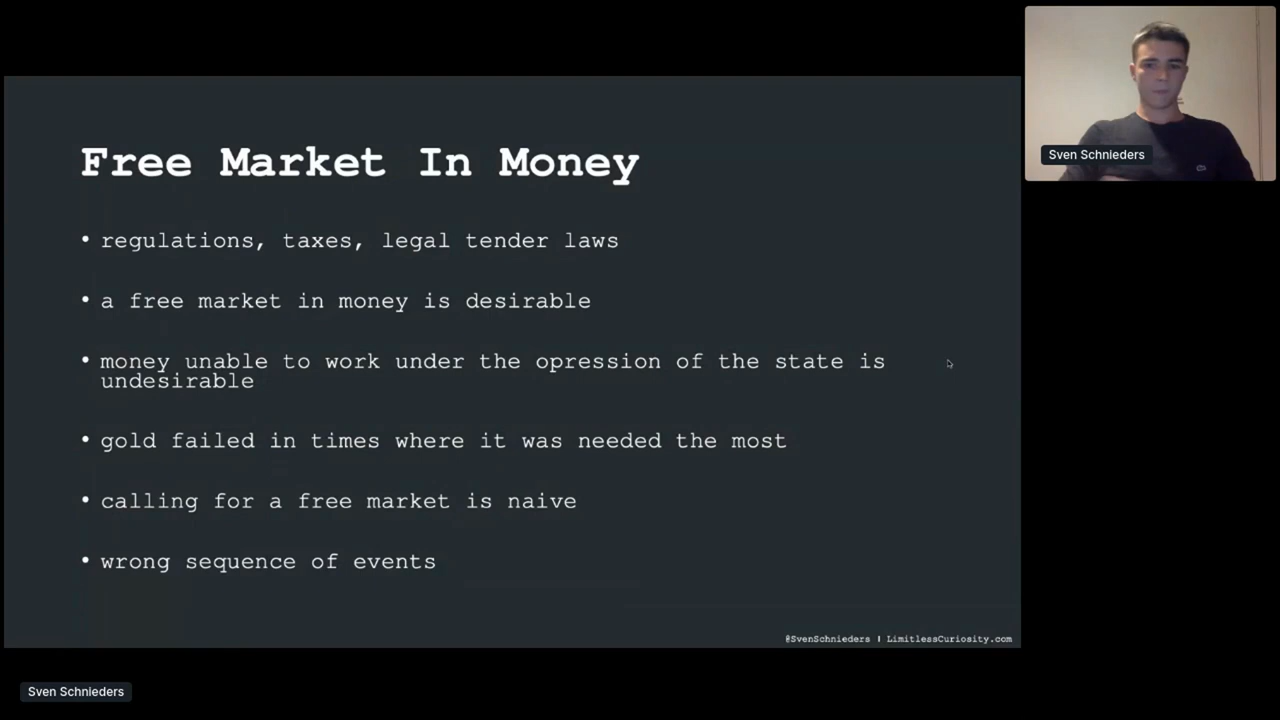 Free Market In Money
• regulations, taxes, legal tender laws
• a free market in money is desirable
• money unable to work under the opression of the state is
undesirable
• gold failed in times where it was needed the most
• calling for a free market is naive
• wrong sequence of events
@SvenSchnieders | LimitlessCuriosity.com
Sven Schnieders
Sven Schnieders